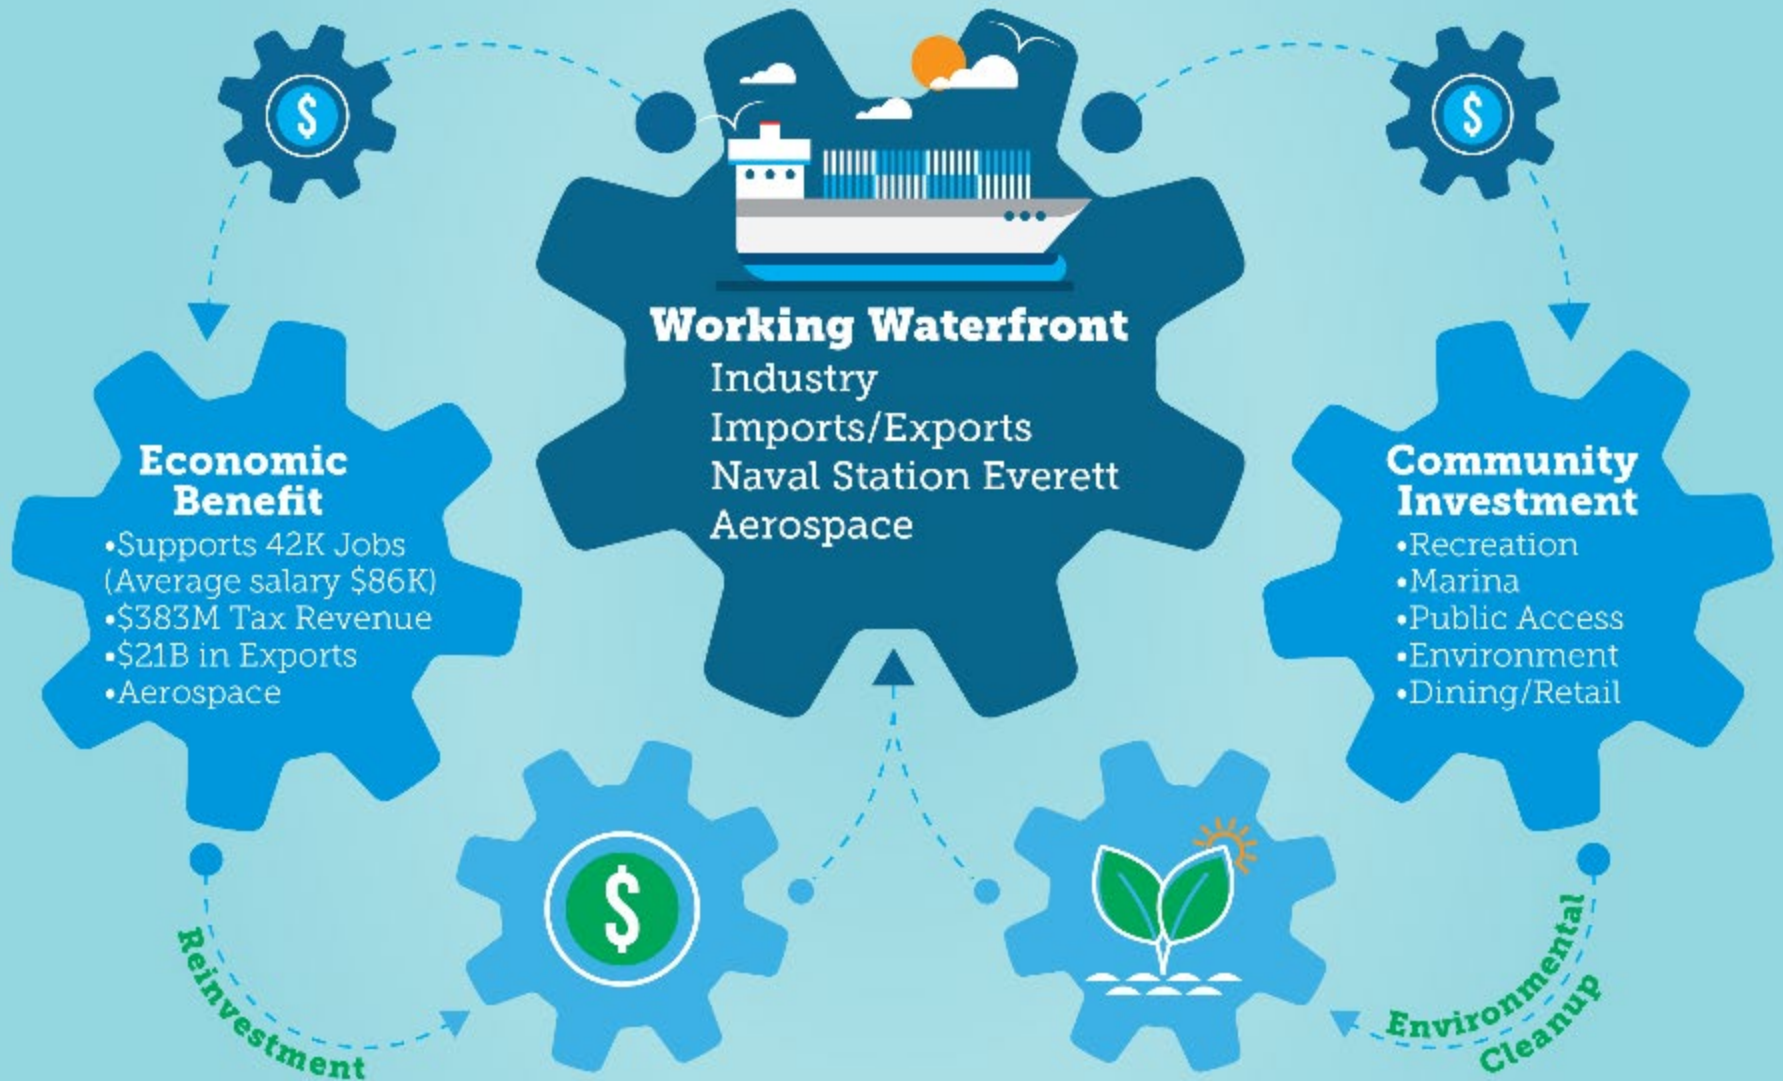 $
$
Working Waterfront
Industry
Imports/Exports
Naval Station Everett
Aerospace
Economic
Benefit
•Supports 42K Jobs
(Average salary $86K)
•$383M Tax Revenue
•$21B in Exports
•Aerospace
Community
Investment
•Recreation
•Marina
•Public Access
•Environment
•Dining/Retail
$
Reinvestment
Environmental
Cleanup